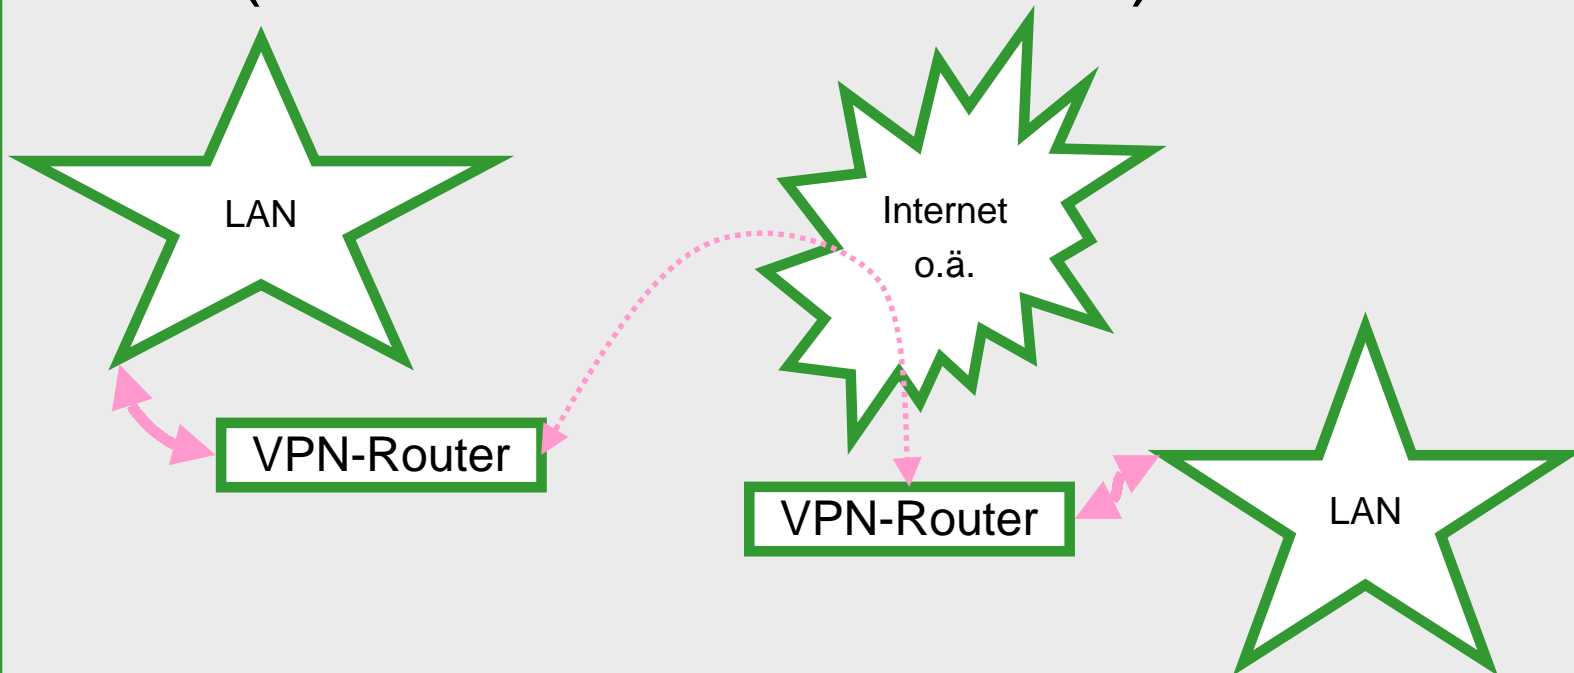 LAN
Internet
o.ä.
VPN-Router
VPN-Router
LAN